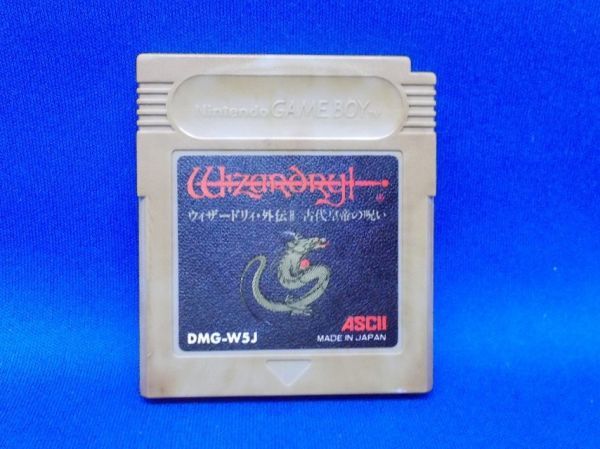 Nintendo GAME BOY TM
Wizardry
®
ウィザードリィ・外伝II 古代皇帝の呪い
ASCII
DMG-W5J
MADE IN JAPAN